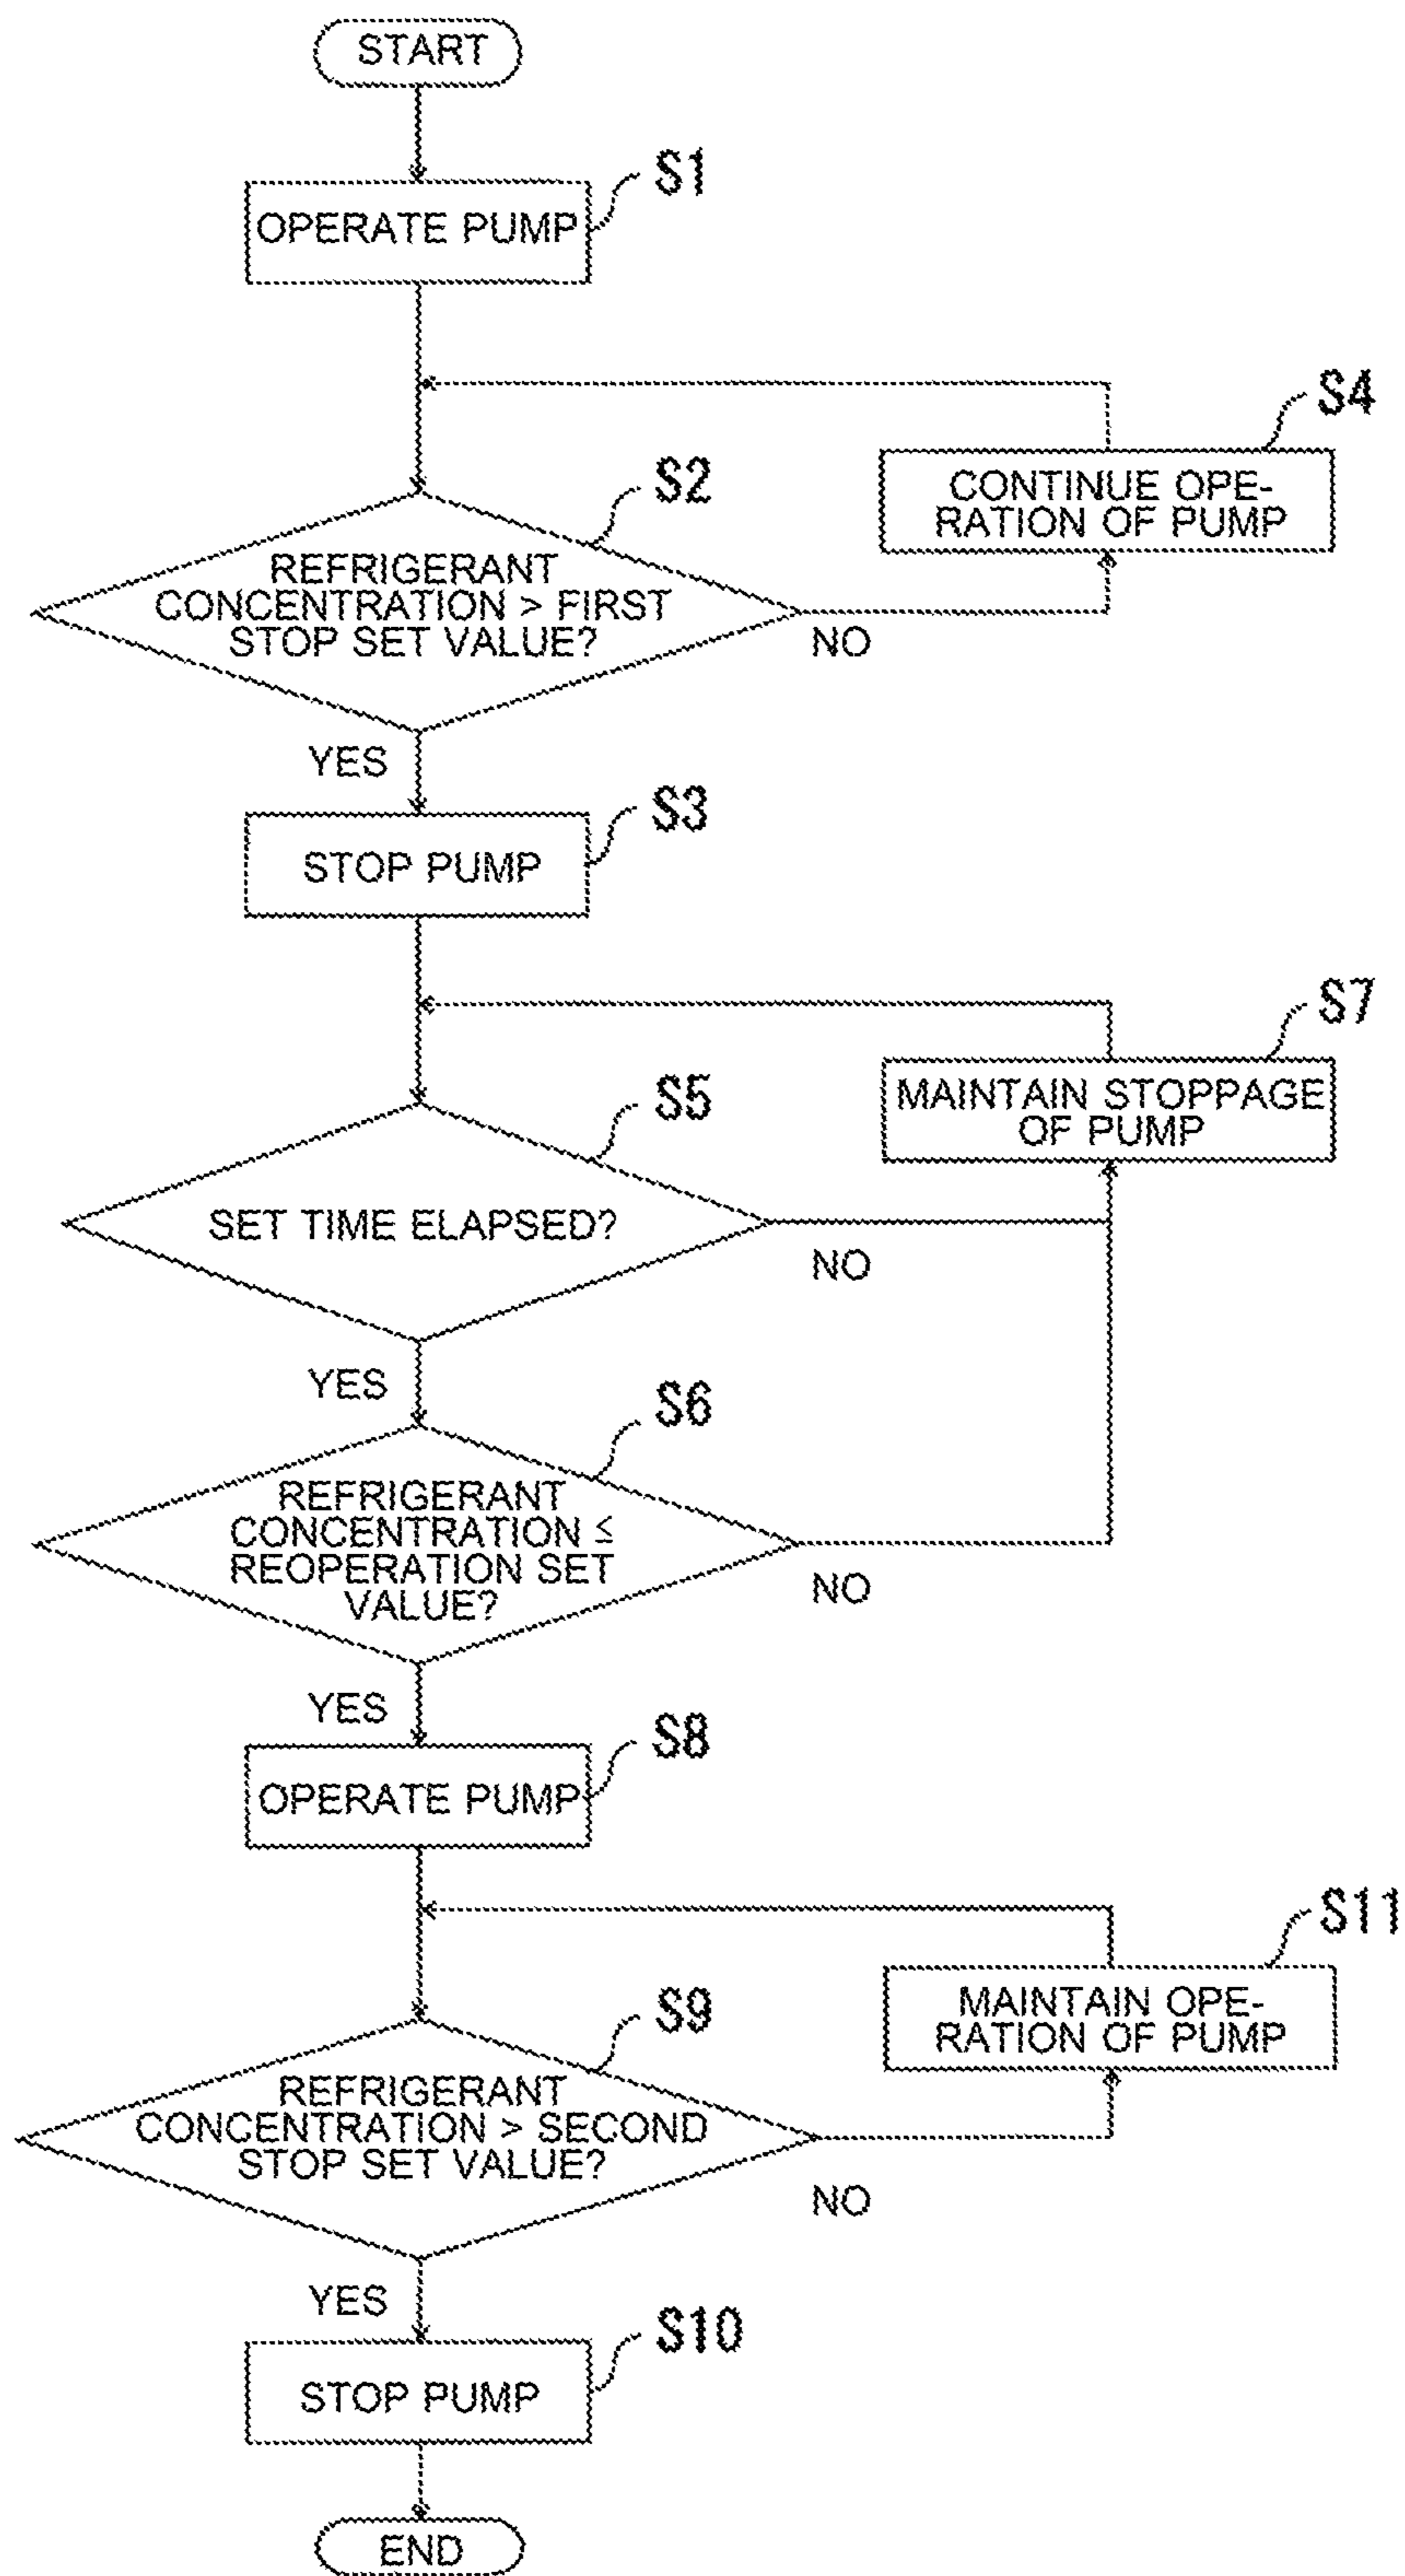 START
S1
OPERATE PUMP
S4
CONTINUE OPE-
RATION OF PUMP
S2
REFRIGERANT
CONCENTRATION > FIRST
STOP SET VALUE?
NO
YES
S3
STOP PUMP
S7
MAINTAIN STOPPAGE
OF PUMP
S5
SET TIME ELAPSED?
NO
YES
S6
REFRIGERANT
CONCENTRATION ≤
REOPERATION SET
VALUE?
NO
YES
S8
OPERATE PUMP
S11
MAINTAIN OPE-
RATION OF PUMP
S9
REFRIGERANT
CONCENTRATION > SECOND
STOP SET VALUE?
NO
YES
S10
STOP PUMP
END